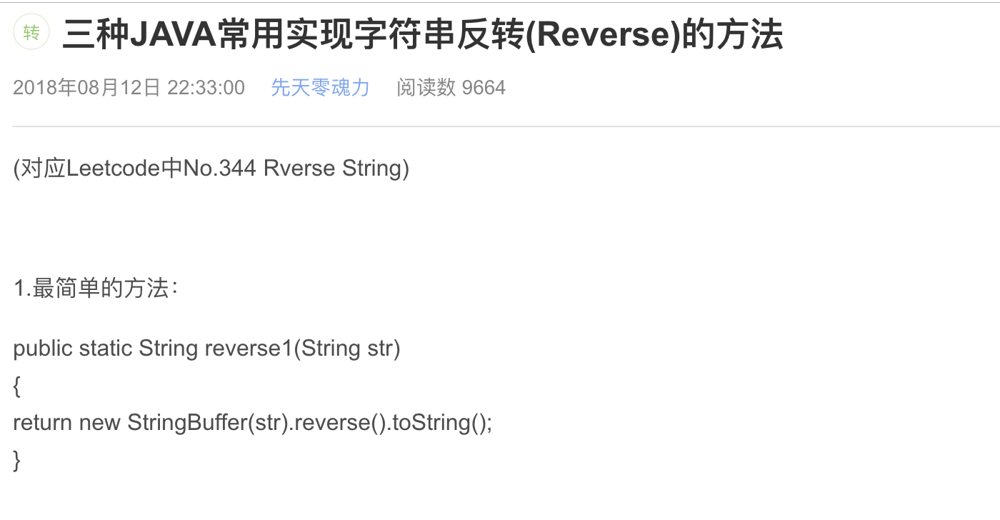 转 三种JAVA常用实现字符串反转(Reverse)的方法
2018年08月12日 22:33:00 先天零魂力 阅读数 9664
(对应Leetcode中No.344 Rverse String)
1.最简单的方法：
public static String reverse1(String str)
{
return new StringBuffer(str).reverse().toString();
}